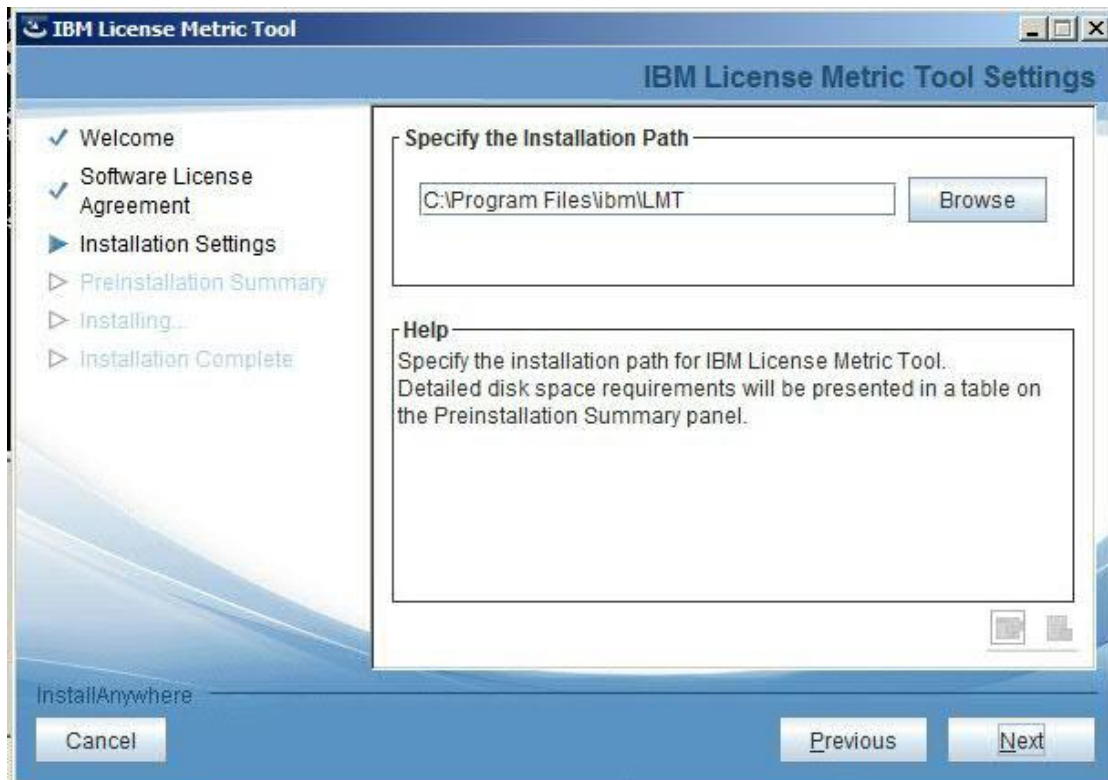 IBM License Metric Tool
IBM License Metric Tool Settings
Welcome
Software License
Agreement
Installation Settings
Preinstallation Summary
Installing...
Installation Complete
Specify the Installation Path
C:\Program Files\ibm\LMT
Browse
Help
Specify the installation path for IBM License Metric Tool.
Detailed disk space requirements will be presented in a table on
the Preinstallation Summary panel.
InstallAnywhere
Cancel
Previous
Next